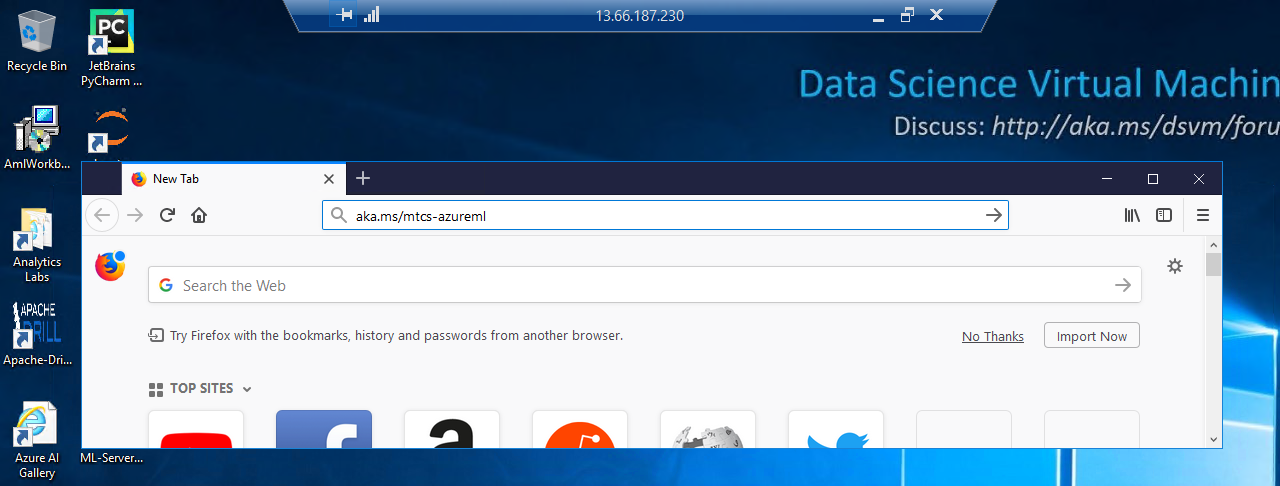 13.66.187.230
Recycle Bin
JetBrains
PyCharm ...
PC
Data Science Virtual Machin
Discuss: http://aka.ms/dsvm/foru
AmlWorkb...
New Tab
aka.ms/mtcs-azureml
Analytics
Labs
Search the Web
APACHE
DRILL
Apache-Dri...
Try Firefox with the bookmarks, history and passwords from another browser.
No Thanks
Import Now
TOP SITES
Azure AI
Gallery
ML-Server...